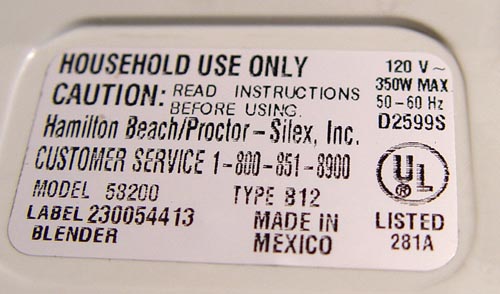 HOUSEHOLD USE ONLY
CAUTION: READ INSTRUCTIONS
BEFORE USING.
Hamilton Beach/Proctor-Silex, Inc.
CUSTOMER SERVICE 1-800-851-8900
MODEL 58200 TYPE B12
LABEL 230054413
BLENDER
MADE IN
MEXICO
120 V ~
350W MAX
50-60 Hz
D2599S
UL
®
LISTED
281A